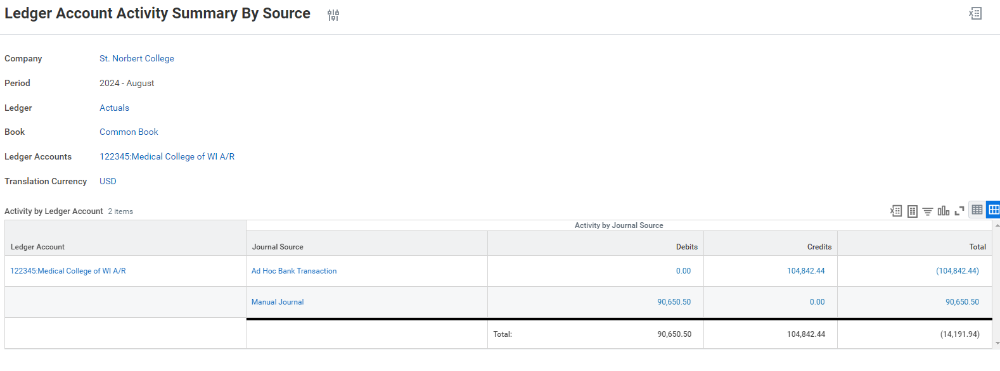 Ledger Account Activity Summary By Source
Company St. Norbert College
Period 2024 - August
Ledger Actuals
Book Common Book
Ledger Accounts 122345:Medical College of WI A/R
Translation Currency USD
Activity by Ledger Account 2 items
Activity by Journal Source
Ledger Account Journal Source Debits Credits Total
122345:Medical College of WI A/R Ad Hoc Bank Transaction 0.00 104,842.44 (104,842.44)
Manual Journal 90,650.50 0.00 90,650.50
Total: 90,650.50 104,842.44 (14,191.94)